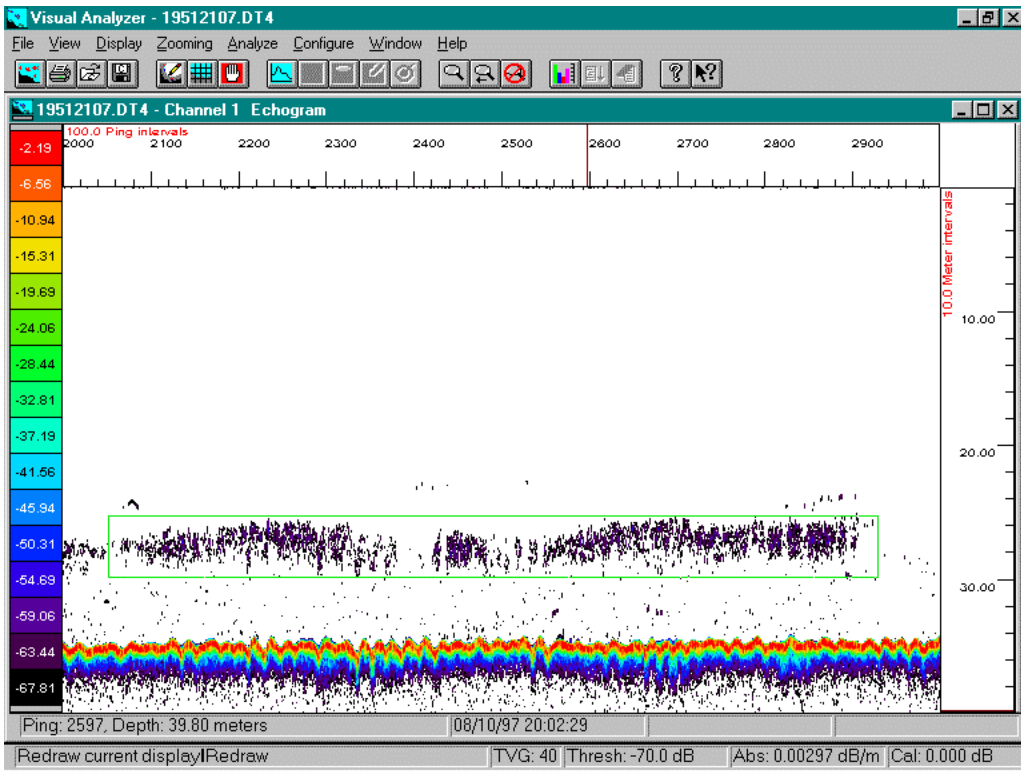 Visual Analyzer - 19512107.DT4
File View Display Zooming Analyze Configure Window Help
19512107.DT4 - Channel 1 Echogram
100.0 Ping intervals
2000 2100 2200 2300 2400 2500 2600 2700 2800 2900
-2.19
-6.56
-10.94
-15.31
-19.69
-24.06
-28.44
-32.81
-37.19
-41.56
-45.94
-50.31
-54.69
-59.06
-63.44
-67.81
10.0 Meter intervals
10.00
20.00
30.00
Ping: 2597, Depth: 39.80 meters 08/10/97 20:02:29
Redraw current display|Redraw TVG: 40 Thresh: -70.0 dB Abs: 0.00297 dB/m Cal: 0.000 dB